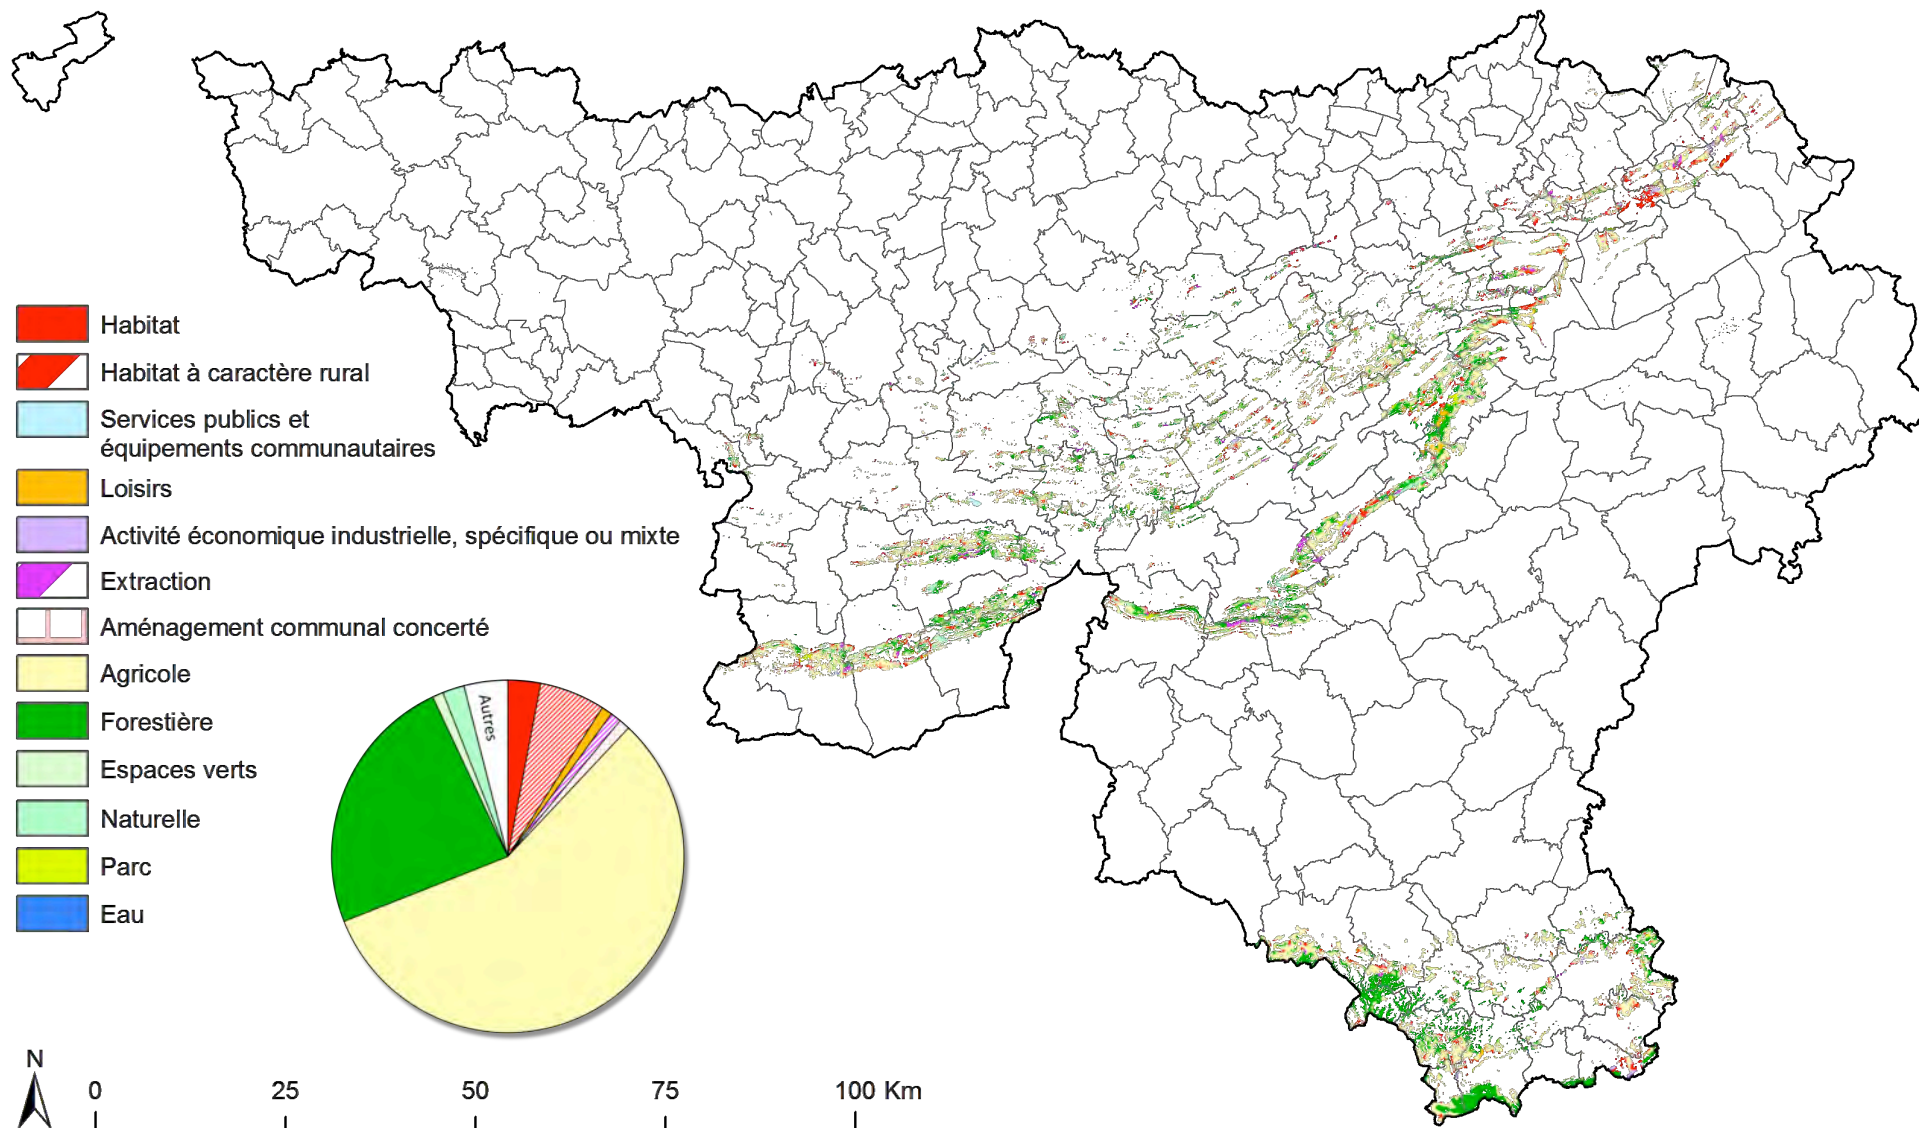 Habitat
Habitat à caractère rural
Services publics et
équipements communautaires
Loisirs
Activité économique industrielle, spécifique ou mixte
Extraction
Aménagement communal concerté
Agricole
Forestière
Espaces verts
Naturelle
Parc
Eau
Autres
N
0 25 50 75 100 Km